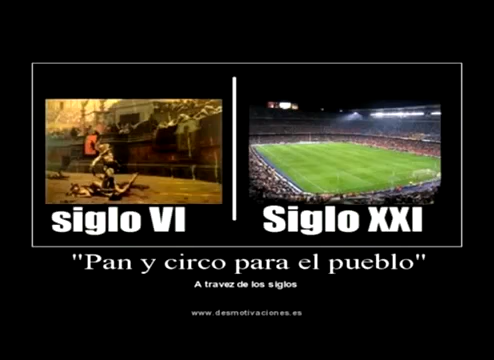 siglo VI
Siglo XXI
"Pan y circo para el pueblo"
A travez de los siglos
www.desmotivaciones.es